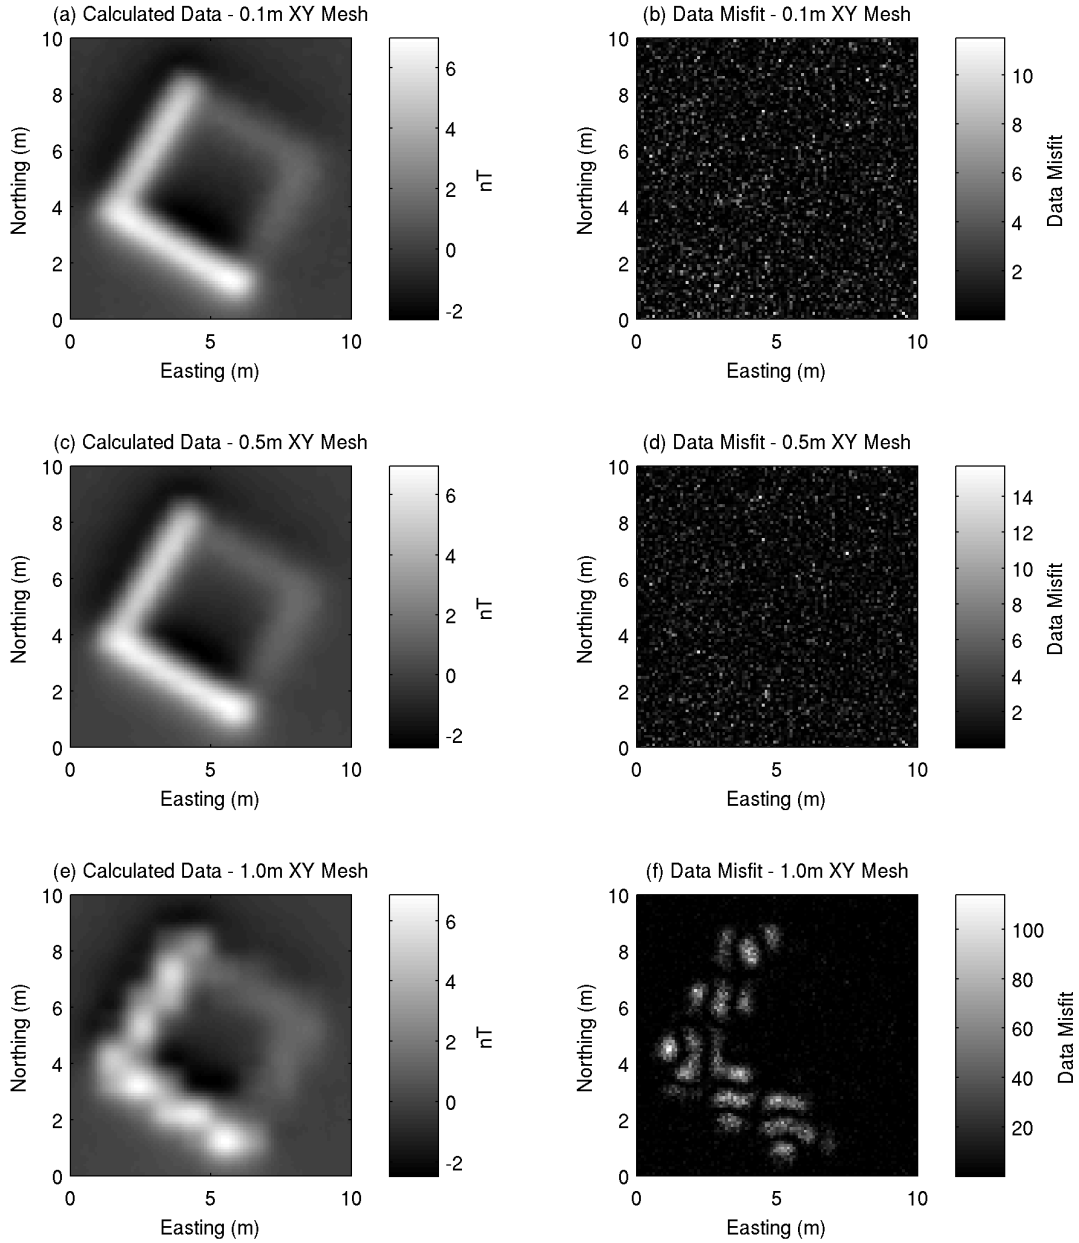 (a) Calculated Data - 0.1m XY Mesh
(b) Data Misfit - 0.1m XY Mesh
10
8
6
4
2
0
Northing (m)
0 5 10
Easting (m)
6
4
2
0
-2
nT
10
8
6
4
2
0
Northing (m)
0 5 10
Easting (m)
10
8
6
4
2
Data Misfit
(c) Calculated Data - 0.5m XY Mesh
(d) Data Misfit - 0.5m XY Mesh
10
8
6
4
2
0
Northing (m)
0 5 10
Easting (m)
6
4
2
0
-2
nT
10
8
6
4
2
0
Northing (m)
0 5 10
Easting (m)
14
12
10
8
6
4
2
Data Misfit
(e) Calculated Data - 1.0m XY Mesh
(f) Data Misfit - 1.0m XY Mesh
10
8
6
4
2
0
Northing (m)
0 5 10
Easting (m)
6
4
2
0
-2
nT
10
8
6
4
2
0
Northing (m)
0 5 10
Easting (m)
100
80
60
40
20
Data Misfit